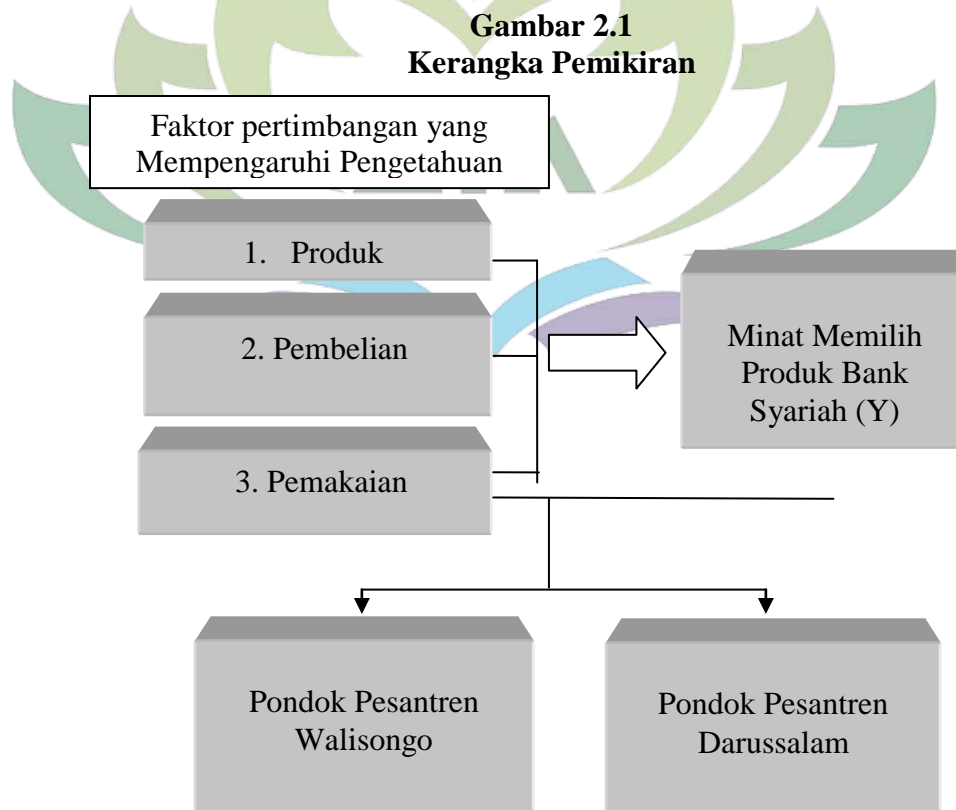 Gambar 2.1
Kerangka Pemikiran
Faktor pertimbangan yang
Mempengaruhi Pengetahuan
1. Produk
2. Pembelian
3. Pemakaian
Minat Memilih
Produk Bank
Syariah (Y)
Pondok Pesantren
Walisongo
Pondok Pesantren
Darussalam